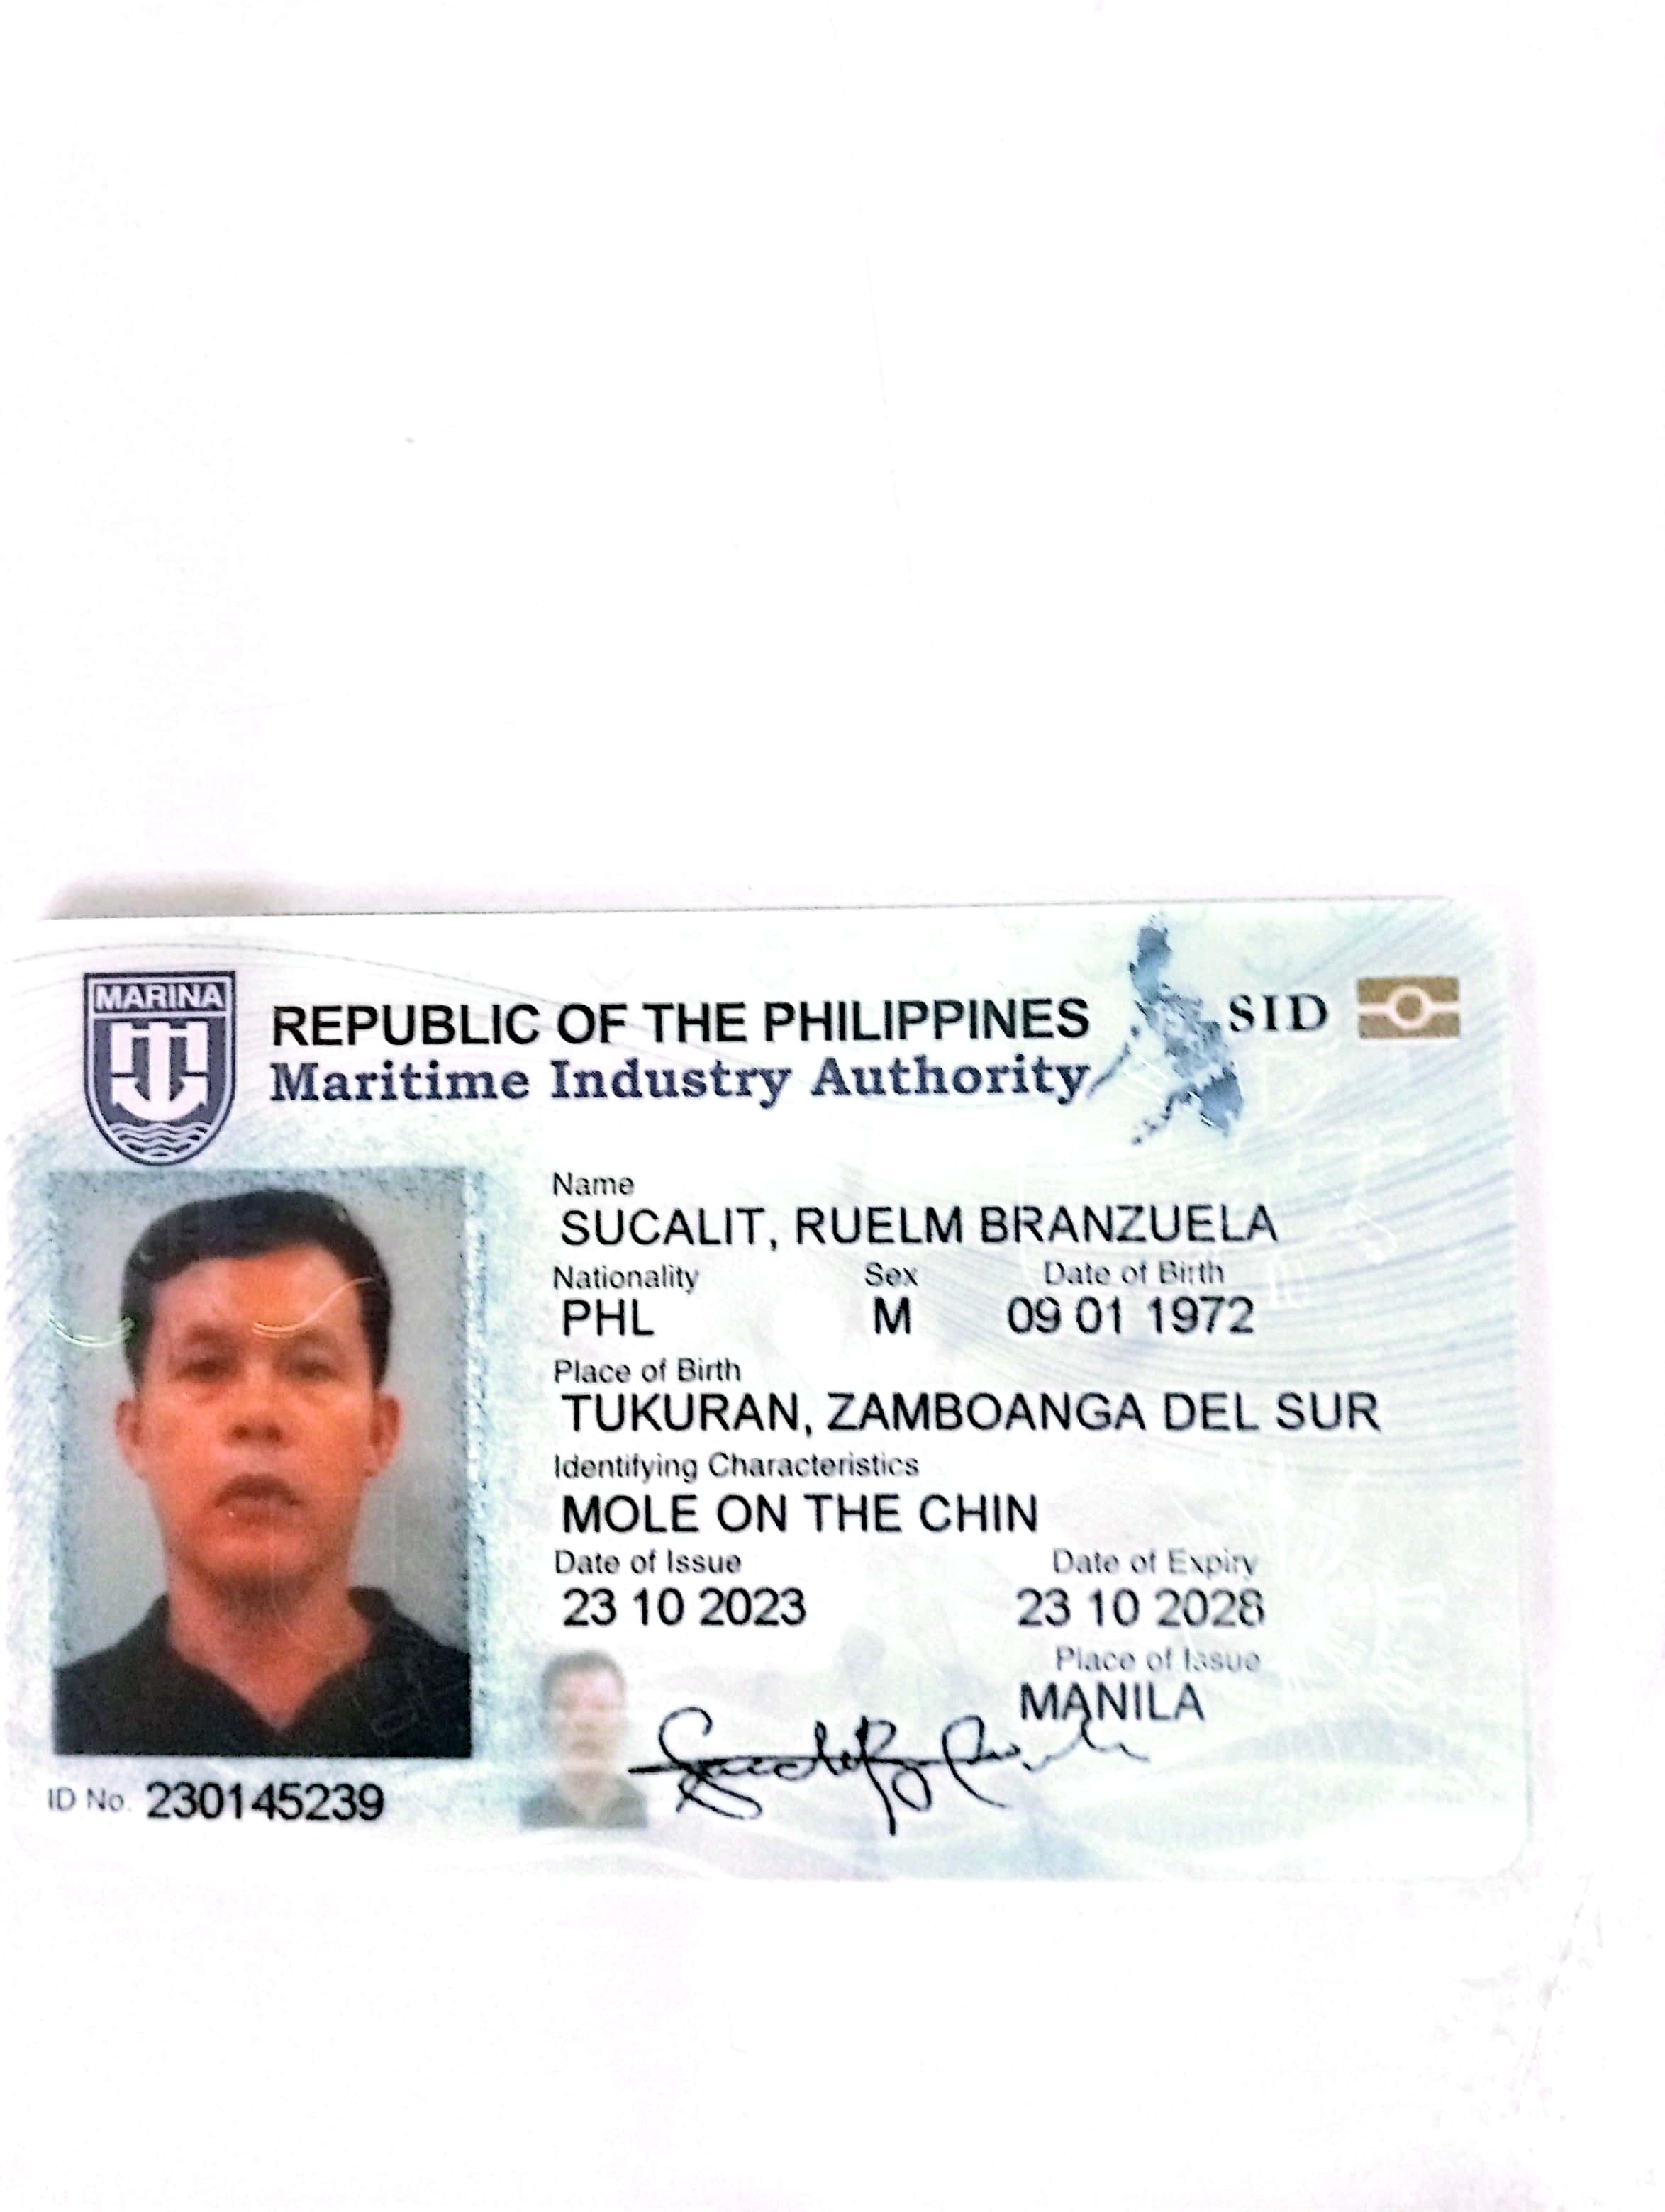 MARINA
REPUBLIC OF THE PHILIPPINES
Maritime Industry Authority
SID
Name
SUCALIT, RUELM BRANZUELA
Nationality Sex Date of Birth
PHL M 09 01 1972
Place of Birth
TUKURAN, ZAMBOANGA DEL SUR
Identifying Characteristics
MOLE ON THE CHIN
Date of Issue Date of Expiry
23 10 2023 23 10 2028
Place of Issue
MANILA
ID No. 230145239